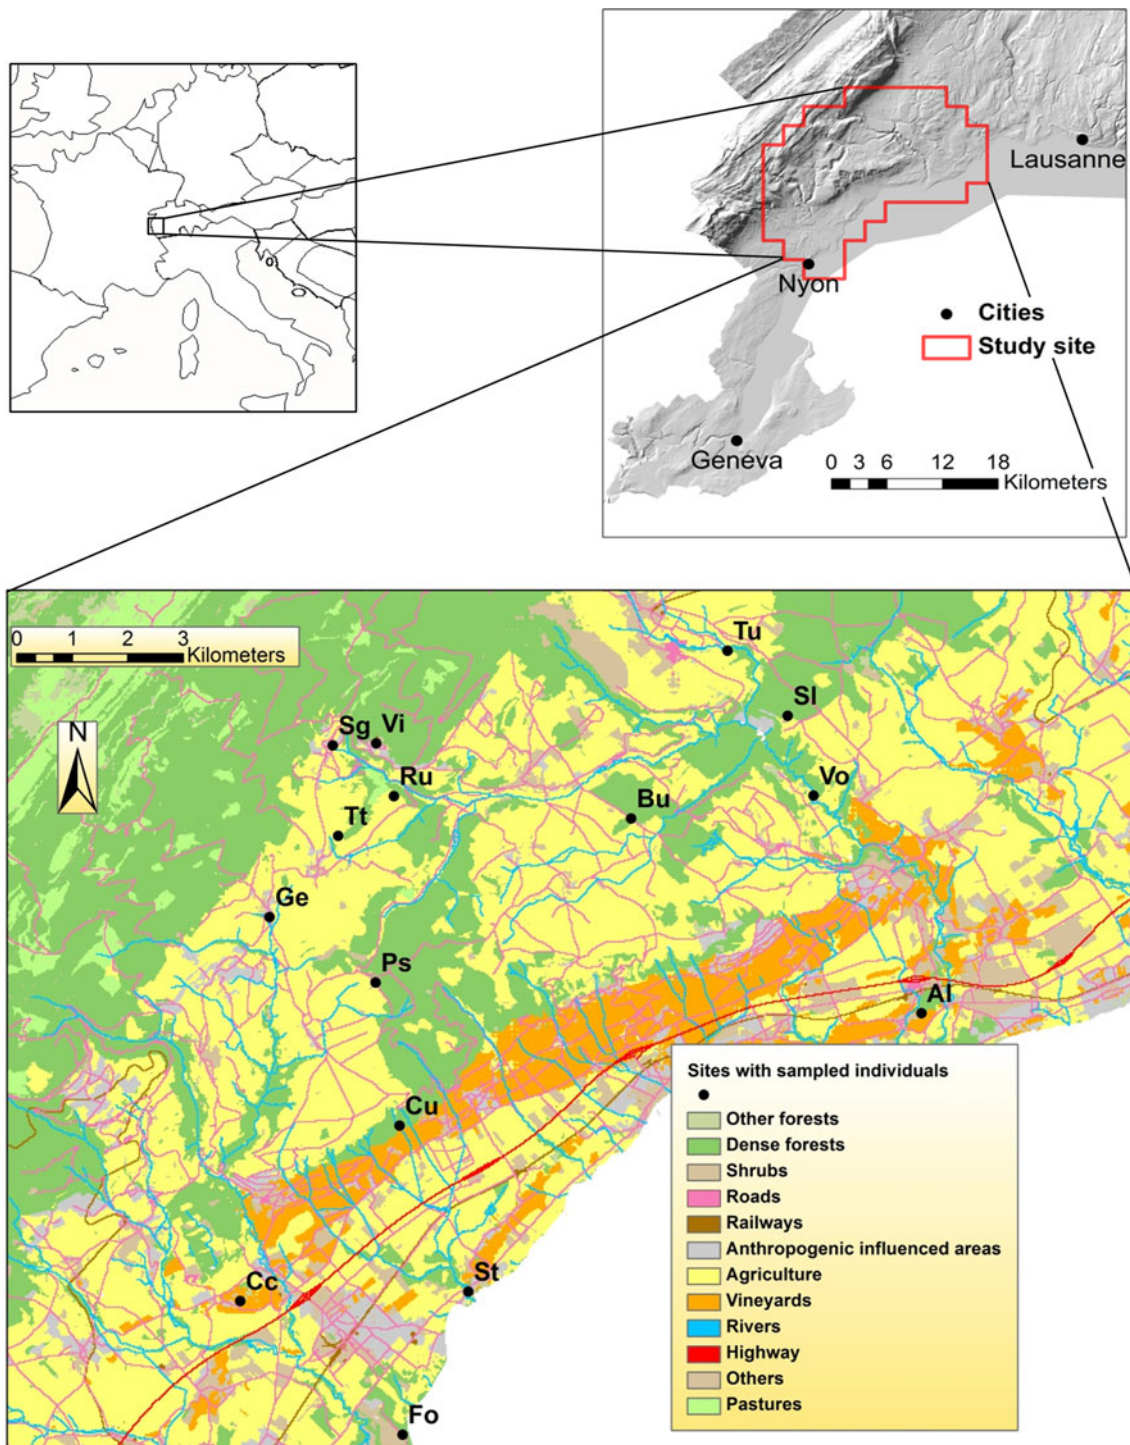 Lausanne
Nyon
Cities
Study site
Geneva
0 3 6 12 18
Kilometers
0 1 2 3
Kilometers
N
Tu
Sl
Sg
Vi
Ru
Vo
Bu
Tt
Ge
Ps
Al
Cu
St
Cc
Fo
Sites with sampled individuals
Other forests
Dense forests
Shrubs
Roads
Railways
Anthropogenic influenced areas
Agriculture
Vineyards
Rivers
Highway
Others
Pastures